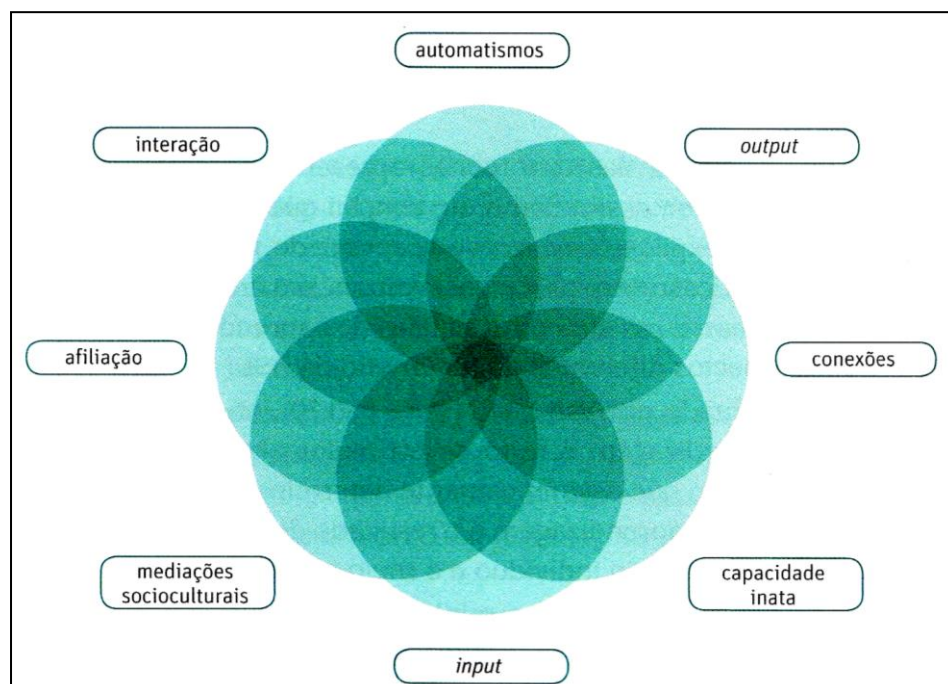 automatismos
interação
output
afiliação
conexões
mediações
socioculturais
capacidade
inata
input